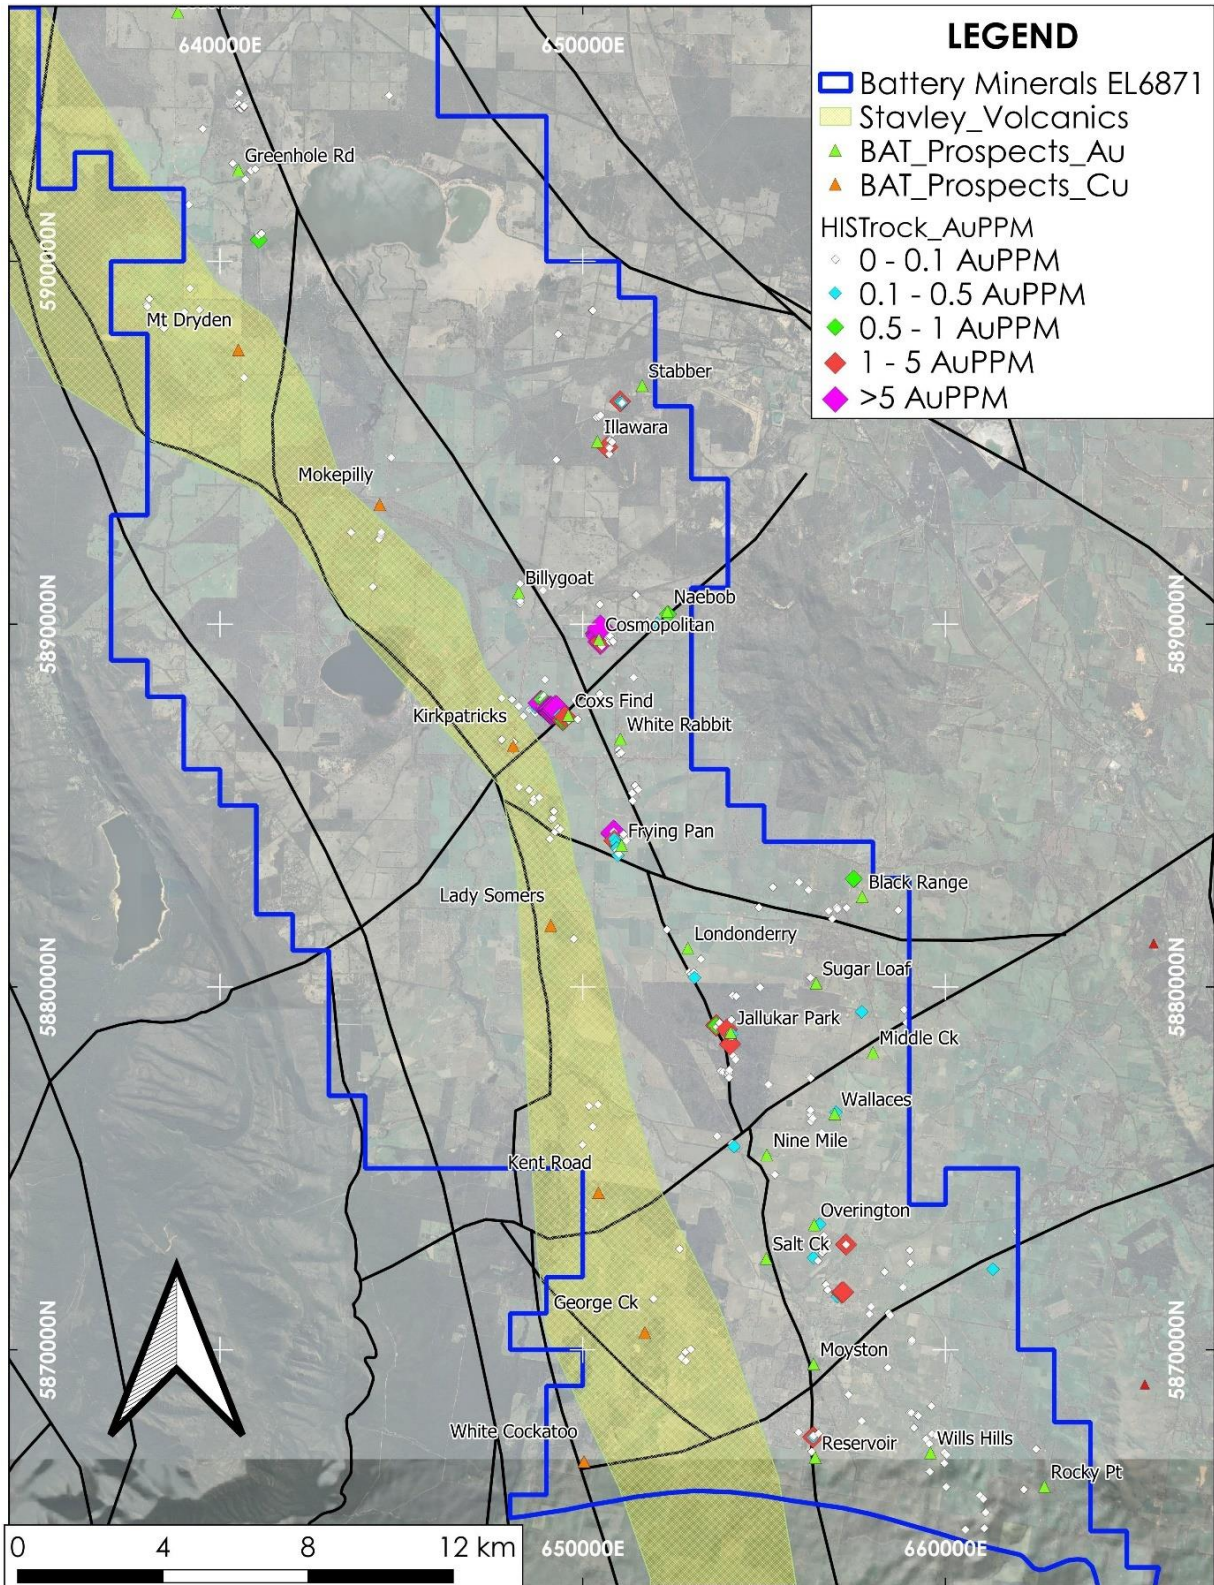 640000E
650000E
LEGEND
Battery Minerals EL6871
Stavley_Volcanics
BAT_Prospects_Au
BAT_Prospects_Cu
HISTrock_AuPPM
0 - 0.1 AuPPM
0.1 - 0.5 AuPPM
0.5 - 1 AuPPM
1 - 5 AuPPM
>5 AuPPM
Greenhole Rd
5900000N
Mt Dryden
Stabber
Illawara
Mokepilly
Billygoat
Naebob
5890000N
5890000N
Cosmopolitan
Coxs Find
Kirkpatricks
White Rabbit
Frying Pan
Black Range
Lady Somers
Londonderry
5880000N
5880000N
Sugar Loaf
Jallukar Park
Middle Ck
Wallaces
Nine Mile
Kent Road
Overington
Salt Ck
George Ck
5870000N
5870000N
Moyston
White Cockatoo
Reservoir
Wills Hills
Rocky Pt
0 4 8 12 km
650000E
660000E